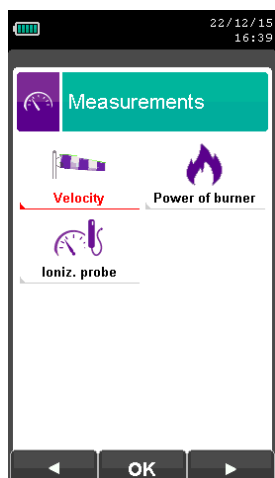 22/12/15
16:39
Measurements
Velocity
Power of burner
Ioniz. probe
OK